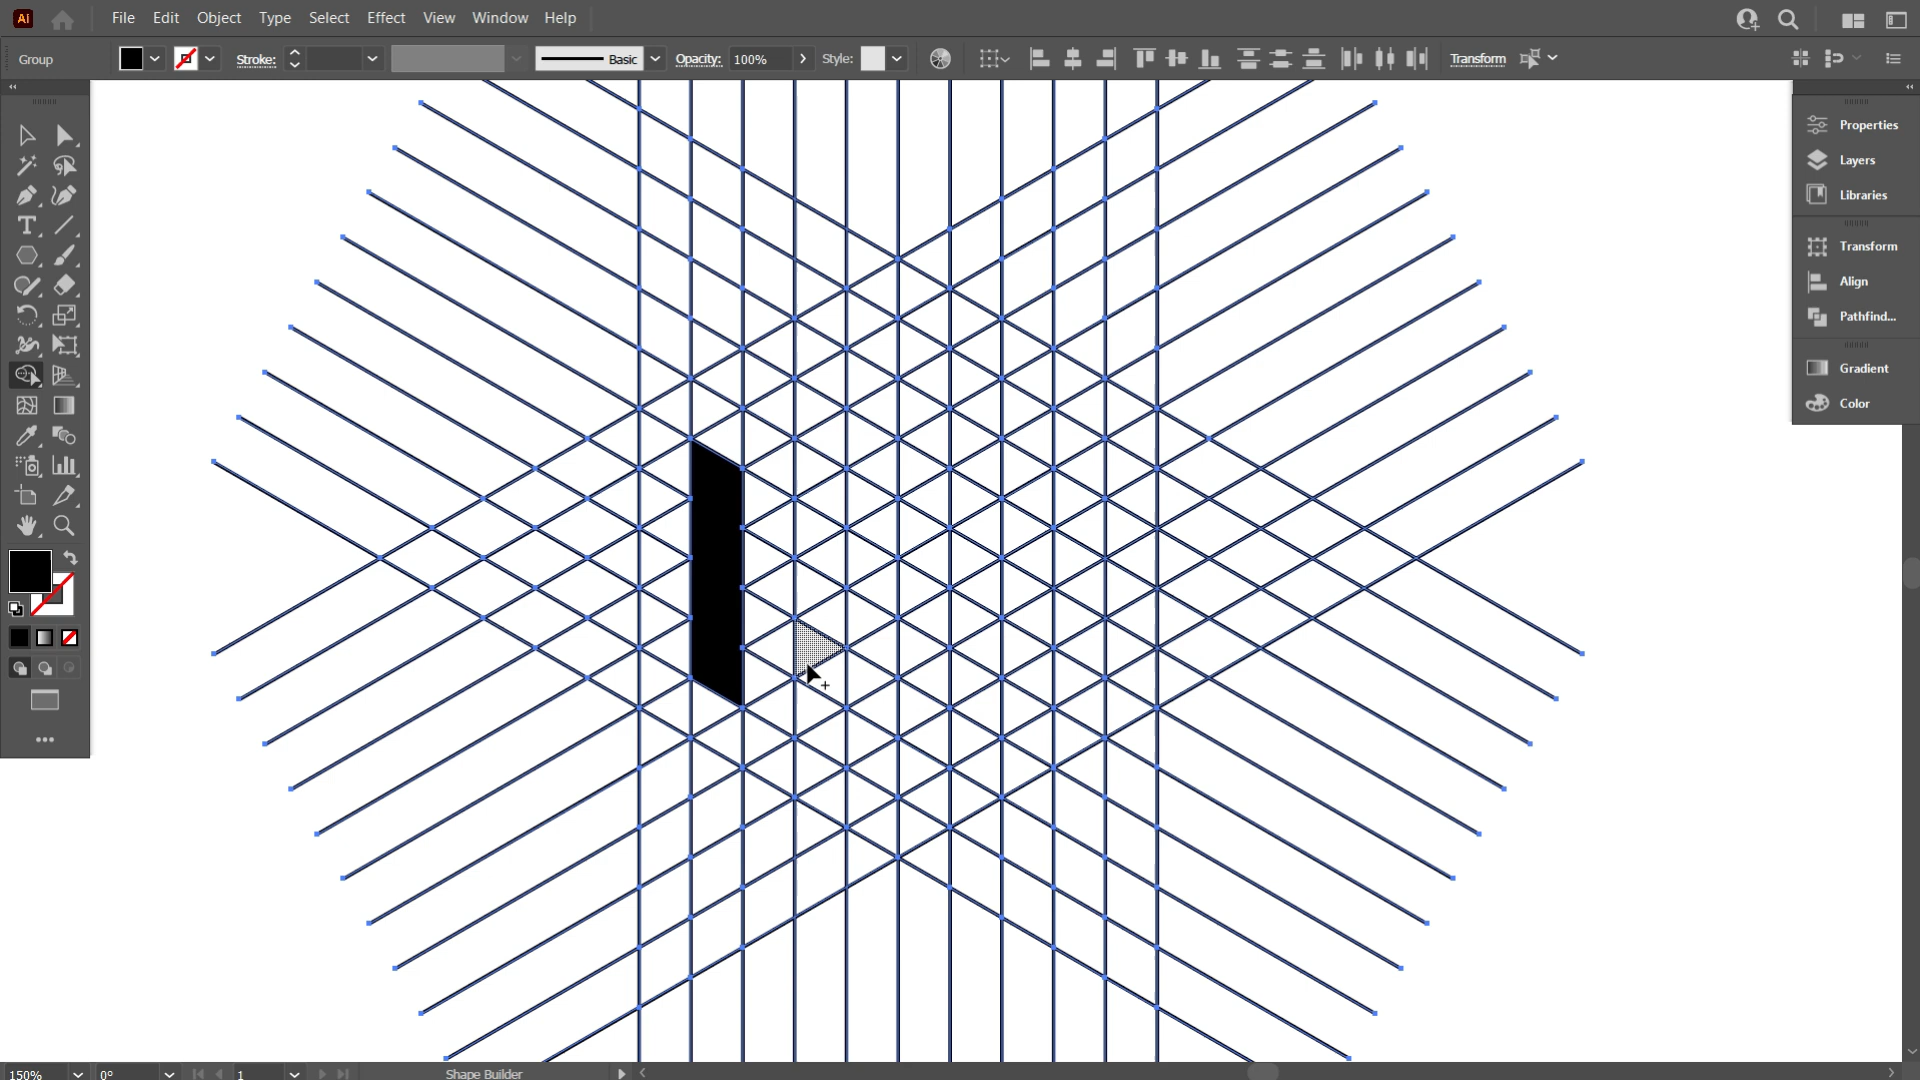 Ai File Edit Object Type Select Effect View Window Help
Group Stroke: Basic Opacity: 100% Style: Transform
Properties
Layers
Libraries
Transform
Align
Pathfind...
Gradient
Color
150% 0° 1 Shape Builder